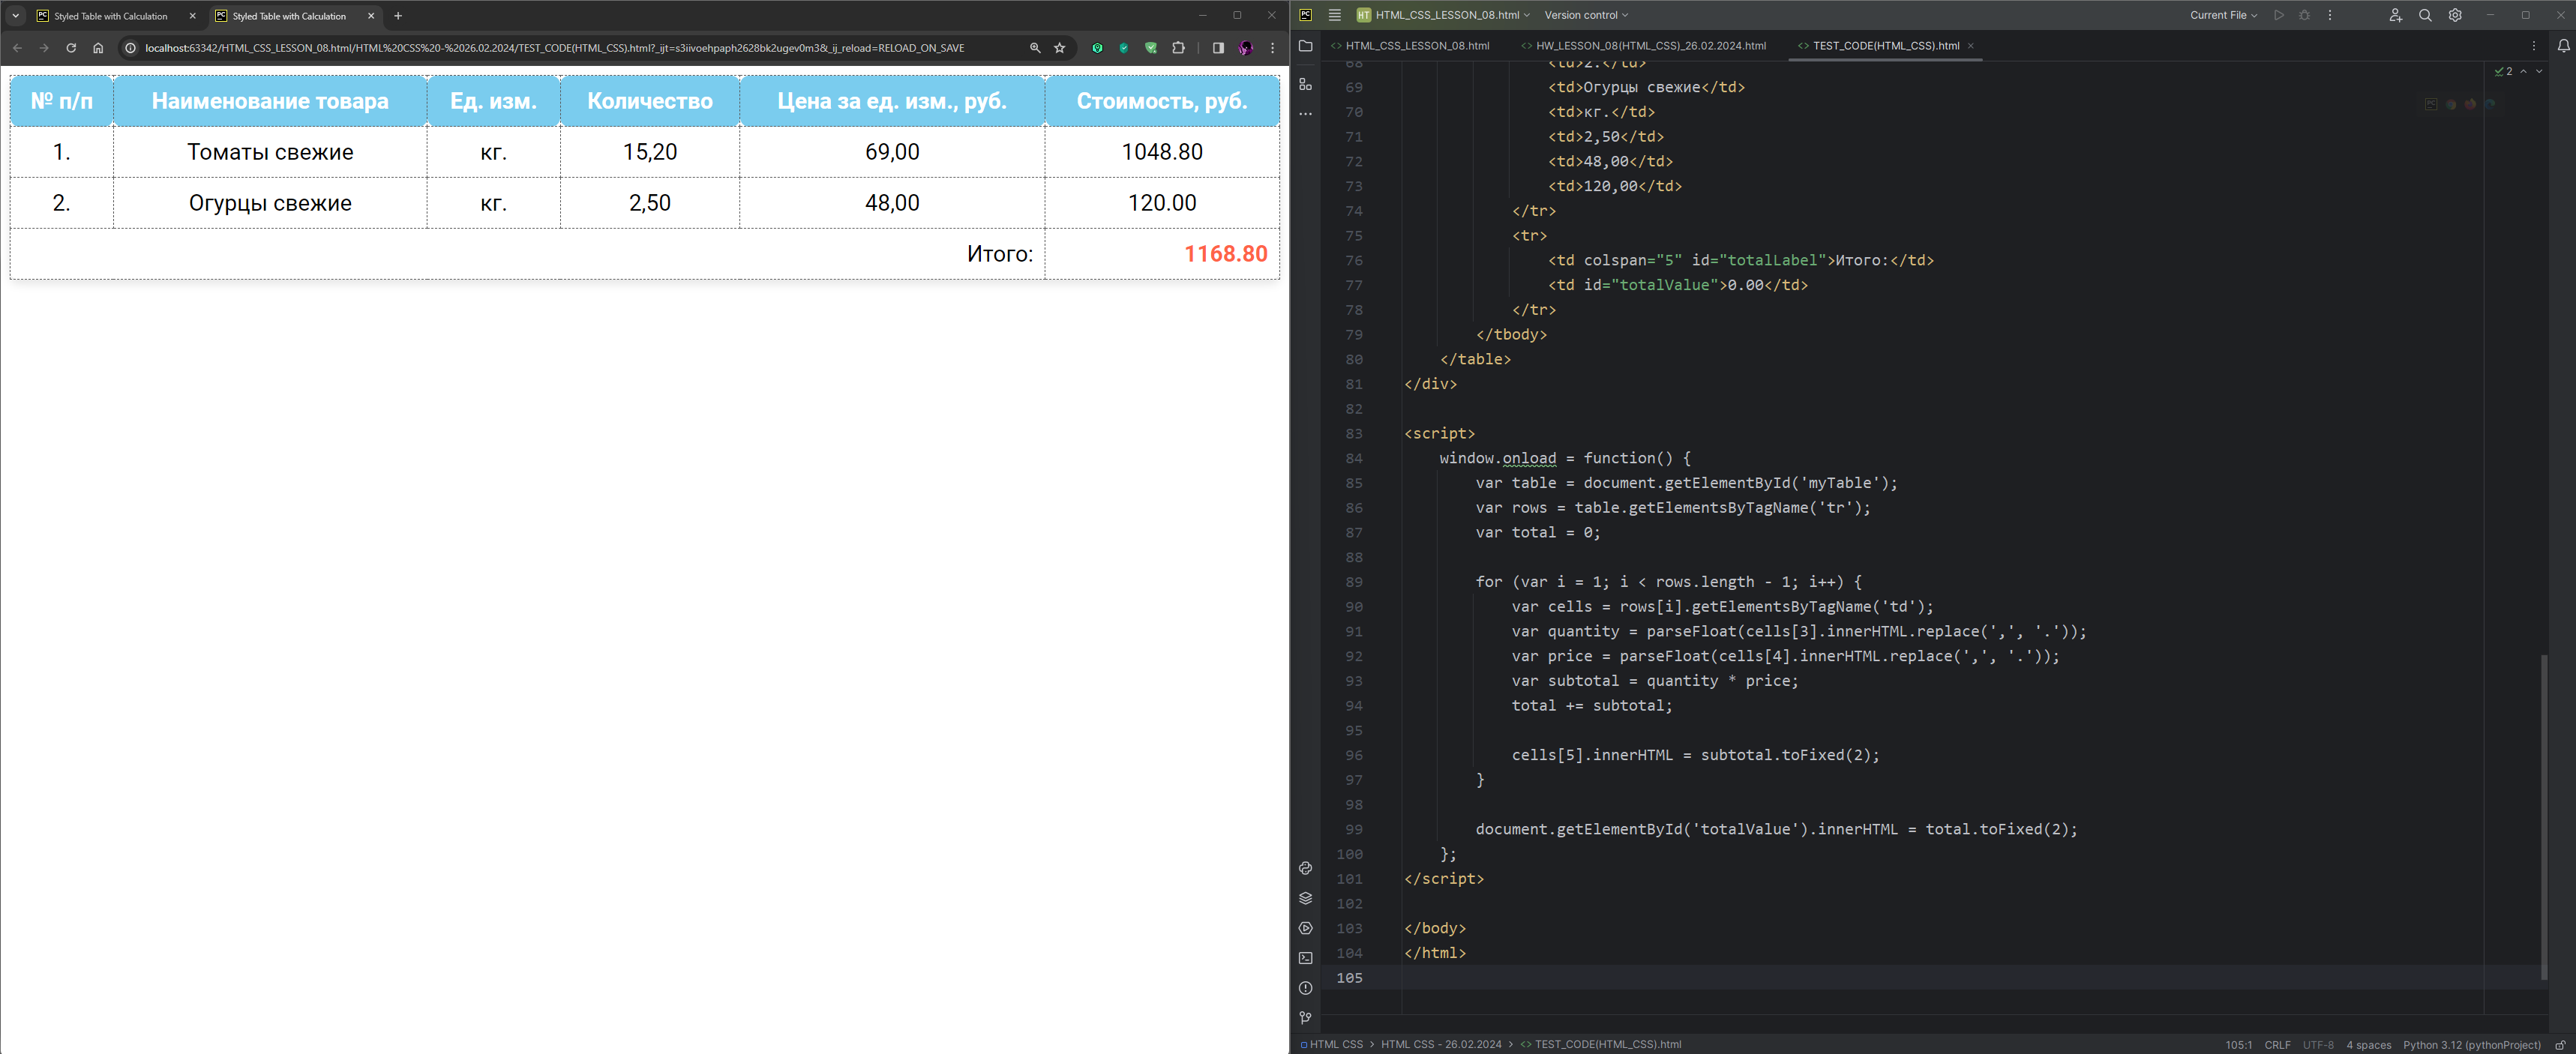 Styled Table with Calculation
Styled Table with Calculation
localhost:63342/HTML_CSS_LESSON_08.html/HTML%20CSS%20-%2026.02.2024/TEST_CODE(HTML_CSS).html?_ijt=s3iivoehpaph2628bk2ugev0m3&_ij_reload=RELOAD_ON_SAVE
№ п/п Наименование товара Ед. изм. Количество Цена за ед. изм., руб. Стоимость, руб.
1. Томаты свежие кг. 15,20 69,00 1048.80
2. Огурцы свежие кг. 2,50 48,00 120.00
Итого: 1168.80
PC HT HTML_CSS_LESSON_08.html Version control Current File
HTML_CSS_LESSON_08.html HW_LESSON_08(HTML_CSS)_26.02.2024.html TEST_CODE(HTML_CSS).html
2
68 <td>2.</td>
69 <td>Огурцы свежие</td>
70 <td>кг.</td>
71 <td>2,50</td>
72 <td>48,00</td>
73 <td>120,00</td>
74 </tr>
75 <tr>
76 <td colspan="5" id="totalLabel">Итого:</td>
77 <td id="totalValue">0.00</td>
78 </tr>
79 </tbody>
80 </table>
81 </div>
82
83 <script>
84 window.onload = function() {
85 var table = document.getElementById('myTable');
86 var rows = table.getElementsByTagName('tr');
87 var total = 0;
88
89 for (var i = 1; i < rows.length - 1; i++) {
90 var cells = rows[i].getElementsByTagName('td');
91 var quantity = parseFloat(cells[3].innerHTML.replace(',', '.'));
92 var price = parseFloat(cells[4].innerHTML.replace(',', '.'));
93 var subtotal = quantity * price;
94 total += subtotal;
95
96 cells[5].innerHTML = subtotal.toFixed(2);
97 }
98
99 document.getElementById('totalValue').innerHTML = total.toFixed(2);
100 };
101 </script>
102
103 </body>
104 </html>
105
HTML CSS > HTML CSS - 26.02.2024 > TEST_CODE(HTML_CSS).html 105:1 CRLF UTF-8 4 spaces Python 3.12 (pythonProject)